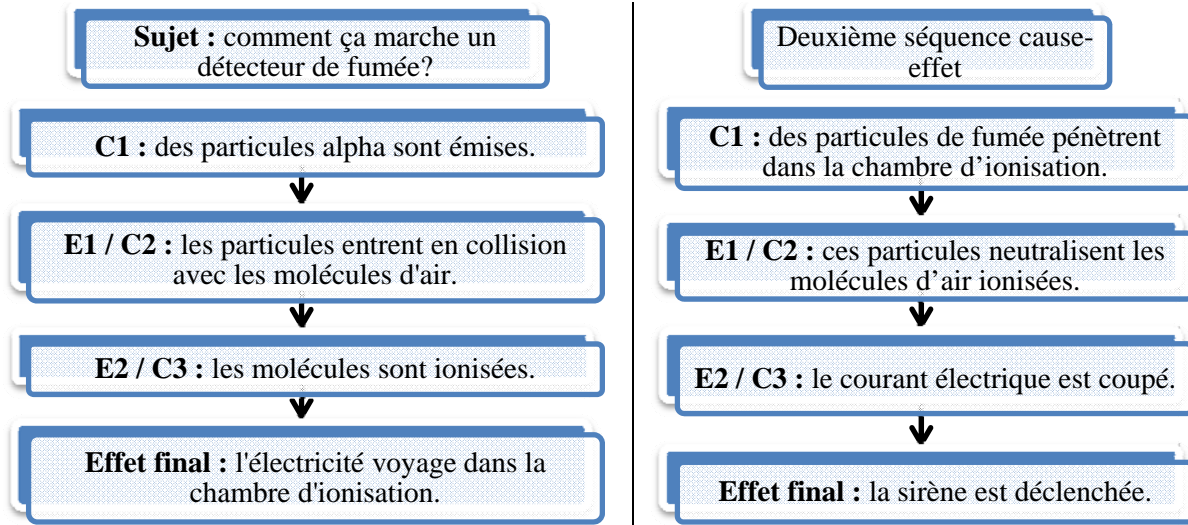 Sujet : comment ça marche un
détecteur de fumée?
C1 : des particules alpha sont émises.
E1 / C2 : les particules entrent en collision
avec les molécules d'air.
E2 / C3 : les molécules sont ionisées.
Effet final : l'électricité voyage dans la
chambre d'ionisation.
Deuxième séquence cause-
effet
C1 : des particules de fumée pénètrent
dans la chambre d’ionisation.
E1 / C2 : ces particules neutralisent les
molécules d’air ionisées.
E2 / C3 : le courant électrique est coupé.
Effet final : la sirène est déclenchée.